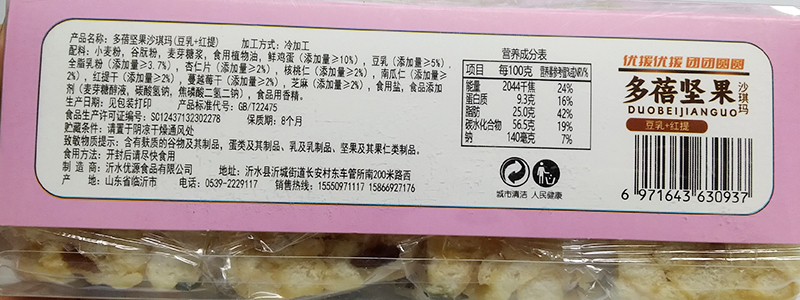 产品名称：多蓓坚果沙琪玛(豆乳+红提) 加工方式：冷加工
配料：小麦粉，谷朊粉，麦芽糖浆，食用植物油，鲜鸡蛋(添加量≥10%)，豆乳(添加量≥5%)，
全脂乳粉(添加量≥3.7%)，杏仁片(添加量≥2%)，核桃仁(添加量≥2%)，南瓜仁(添加量≥
2%)，红提干(添加量≥2%)，蔓越莓干(添加量≥2%)，芝麻(添加量≥2%)，食用盐，食品添加
剂(麦芽糖醇液，碳酸氢钠，焦磷酸二氢二钠)，食品用香精。
生产日期：见包装打印 产品标准代号：GB/T22475
食品生产许可证编号：SC12437132302278 保质期：8个月
贮藏条件：请置于阴凉干燥通风处
致敏物质提示：含有麸质的谷物及其制品，蛋类及其制品、乳及乳制品、坚果及其果仁类制品。
食用方法：开封后请尽快食用
制造商：沂水优源食品有限公司 地址：沂水县沂城街道长安村东车管所南200米路西
产地：山东省临沂市 电话：0539-2229117 销售热线：15550971117 15866927176
营养成分表
项目 每100克 营养素参考值%或NRV%
能量 2044千焦 24%
蛋白质 9.3克 16%
脂肪 25.0克 42%
碳水化合物 56.5克 19%
钠 140毫克 7%
城市清洁 人民健康
优援优援 团团圆圆
多蓓坚果
沙琪玛
DUOBEIJIANGUO
豆乳+红提
6 971643 630937